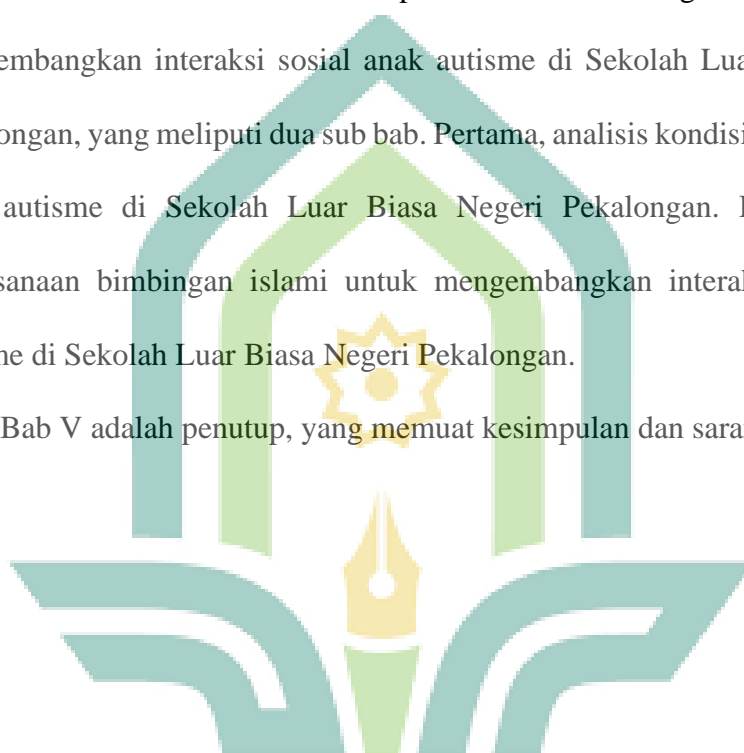 embangkan interaksi sosial anak autisme di Sekolah Lua
ongan, yang meliputi dua sub bab. Pertama, analisis kondisi
autisme di Sekolah Luar Biasa Negeri Pekalongan.
sanaan bimbingan islami untuk mengembangkan intera
ne di Sekolah Luar Biasa Negeri Pekalongan.
Bab V adalah penutup, yang memuat kesimpulan dan sara